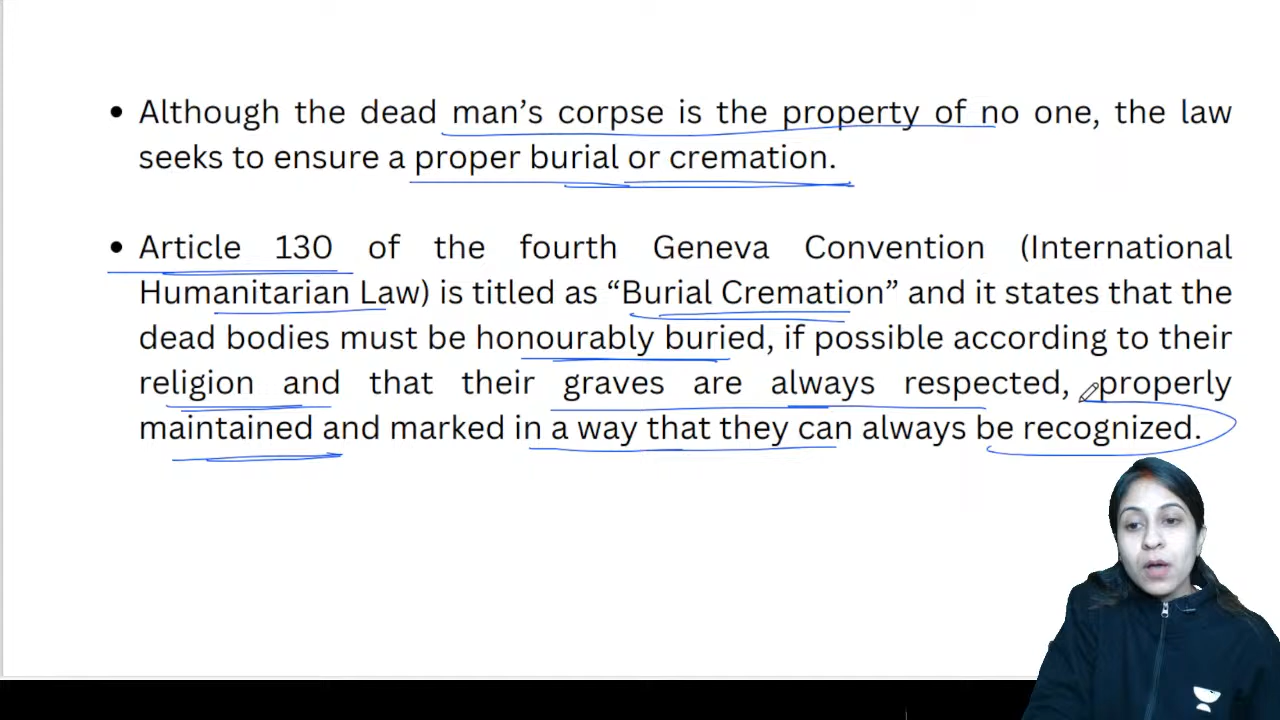 • Although the dead man’s corpse is the property of no one, the law
seeks to ensure a proper burial or cremation.
• Article 130 of the fourth Geneva Convention (International
Humanitarian Law) is titled as “Burial Cremation” and it states that the
dead bodies must be honourably buried, if possible according to their
religion and that their graves are always respected, properly
maintained and marked in a way that they can always be recognized.